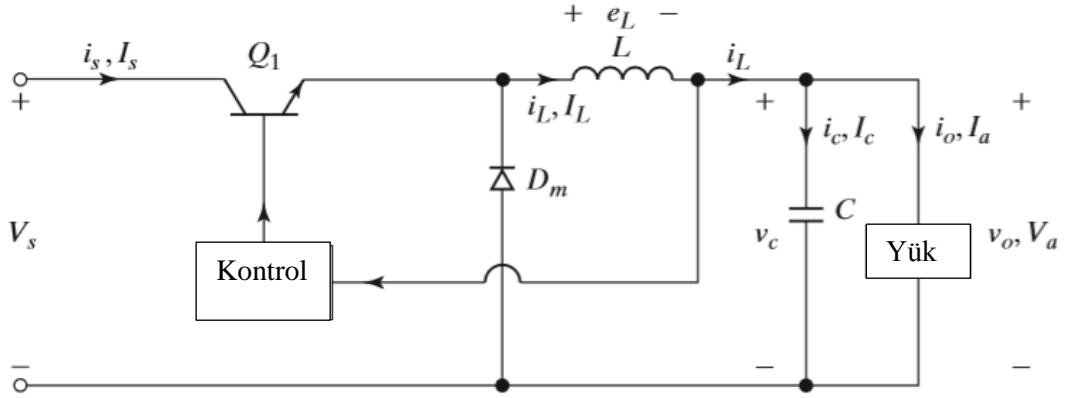 + e_L −
i_s, I_s
Q_1
L
i_L
+
i_L, I_L
+
i_c, I_c
i_o, I_a
+
D_m
C
V_s
v_c
Yük
v_o, V_a
Kontrol
−
−
−